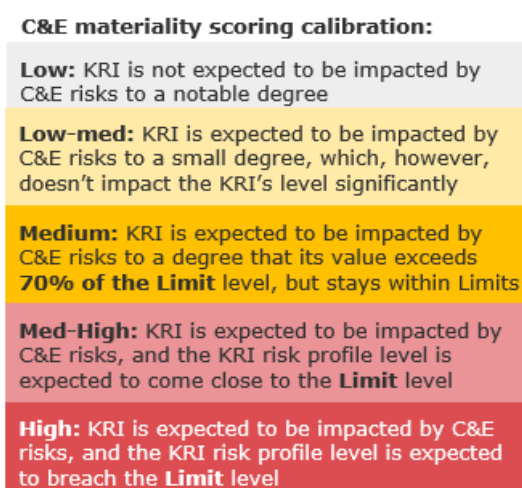 C&E materiality scoring calibration:
Low: KRI is not expected to be impacted by
C&E risks to a notable degree
Low-med: KRI is expected to be impacted by
C&E risks to a small degree, which, however,
doesn’t impact the KRI’s level significantly
Medium: KRI is expected to be impacted by
C&E risks to a degree that its value exceeds
70% of the Limit level, but stays within Limits
Med-High: KRI is expected to be impacted by
C&E risks, and the KRI risk profile level is
expected to come close to the Limit level
High: KRI is expected to be impacted by C&E
risks, and the KRI risk profile level is expected
to breach the Limit level